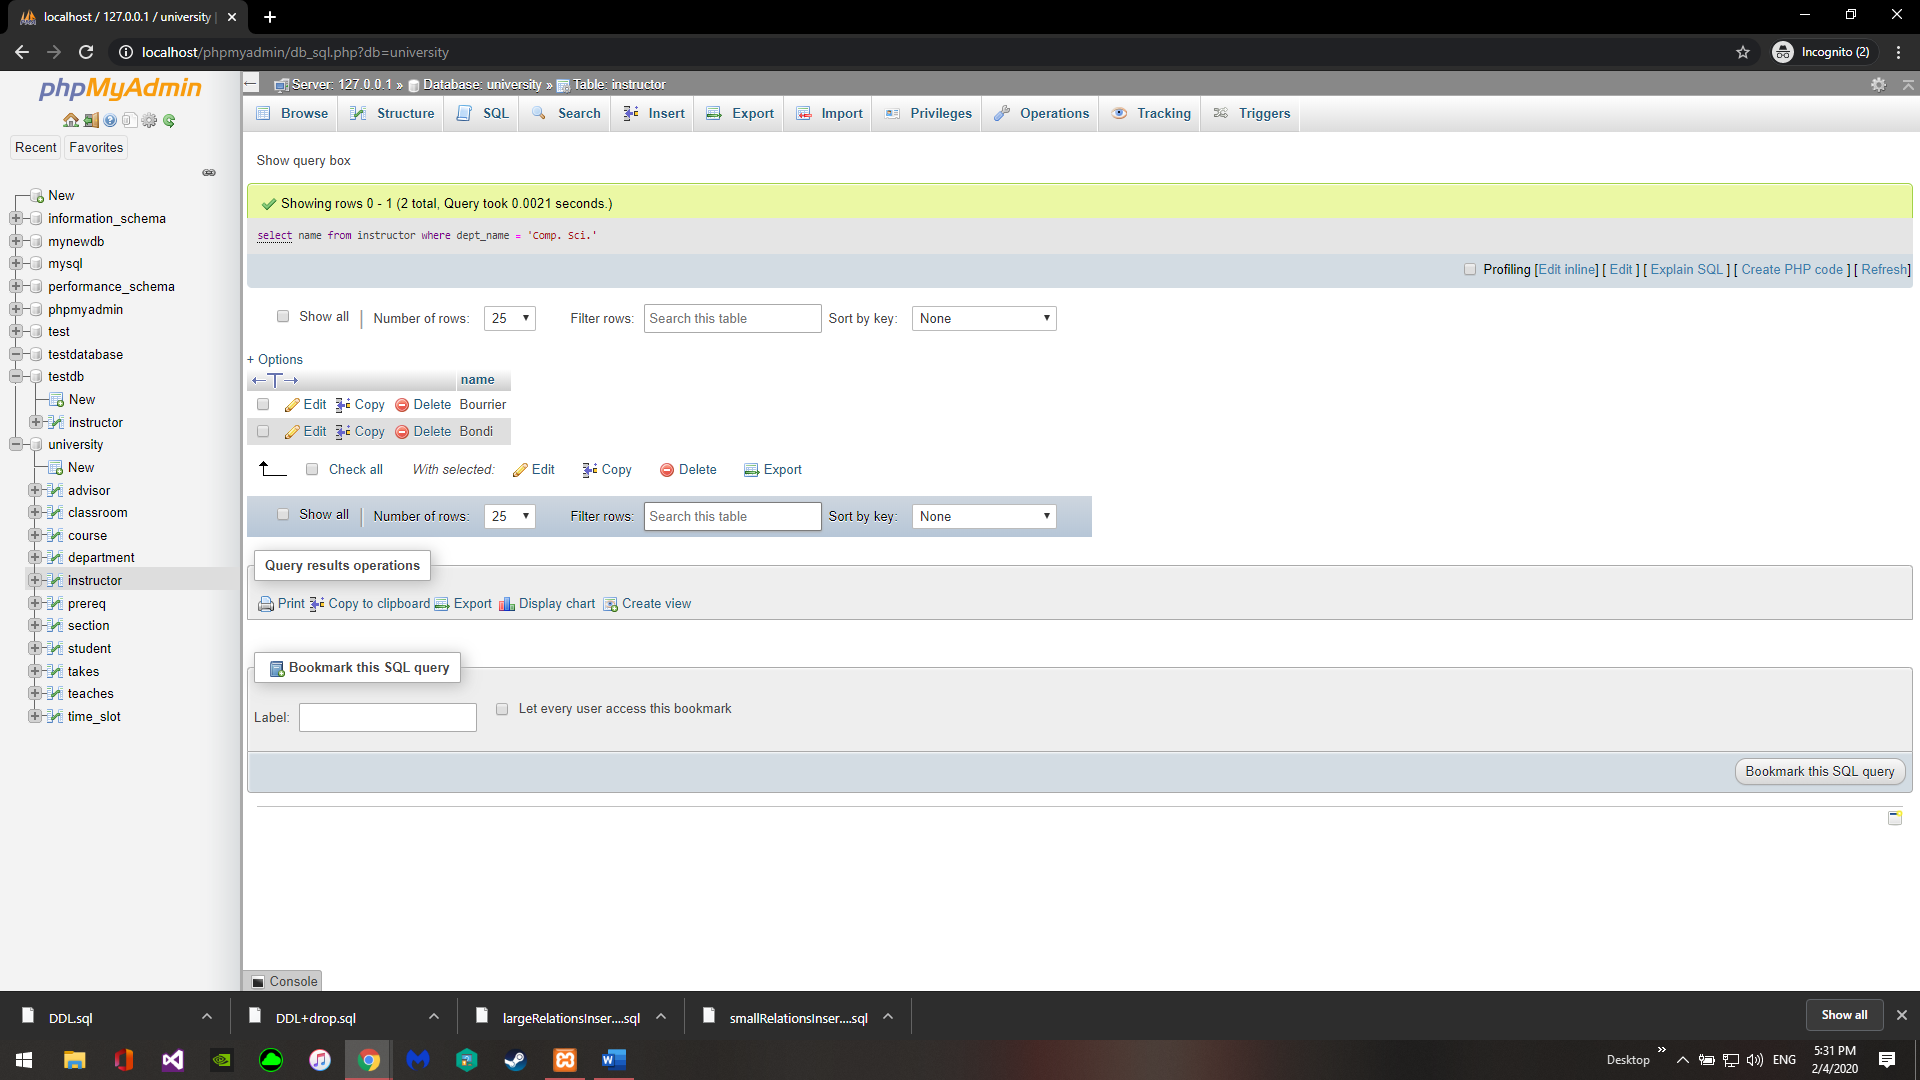 localhost / 127.0.0.1 / university
localhost/phpmyadmin/db_sql.php?db=university
Incognito (2)
phpMyAdmin
Recent
Favorites
New
information_schema
mynewdb
mysql
performance_schema
phpmyadmin
test
testdatabase
testdb
New
instructor
university
New
advisor
classroom
course
department
instructor
prereq
section
student
takes
teaches
time_slot
Server: 127.0.0.1 » Database: university » Table: instructor
Browse Structure SQL Search Insert Export Import Privileges Operations Tracking Triggers
Show query box
Showing rows 0 - 1 (2 total, Query took 0.0021 seconds.)
select name from instructor where dept_name = 'Comp. Sci.'
Profiling [Edit inline] [ Edit ] [ Explain SQL ] [ Create PHP code ] [ Refresh]
Show all | Number of rows: 25 Filter rows: Search this table Sort by key: None
+ Options
←T→ name
Edit Copy Delete Bourrier
Edit Copy Delete Bondi
Check all With selected: Edit Copy Delete Export
Show all | Number of rows: 25 Filter rows: Search this table Sort by key: None
Query results operations
Print Copy to clipboard Export Display chart Create view
Bookmark this SQL query
Label:
Let every user access this bookmark
Bookmark this SQL query
Console
DDL.sql
DDL+drop.sql
largeRelationsInser....sql
smallRelationsInser....sql
Show all
Desktop
ENG
5:31 PM
2/4/2020